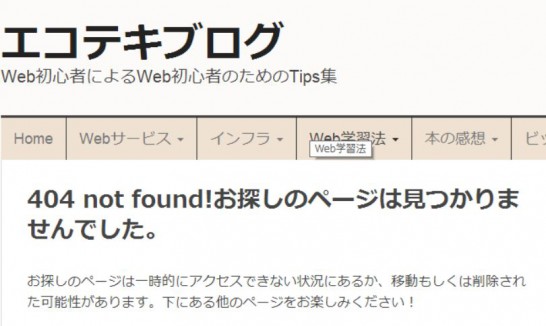 エコテキブログ
Web初心者によるWeb初心者のためのTips集
Home Webサービス インフラ Web学習法 本の感想
Web学習法
404 not found!お探しのページは見つかりま
せんでした。
お探しのページは一時的にアクセスできない状況にあるか、移動もしくは削除され
た可能性があります。下にある他のページをお楽しみください！